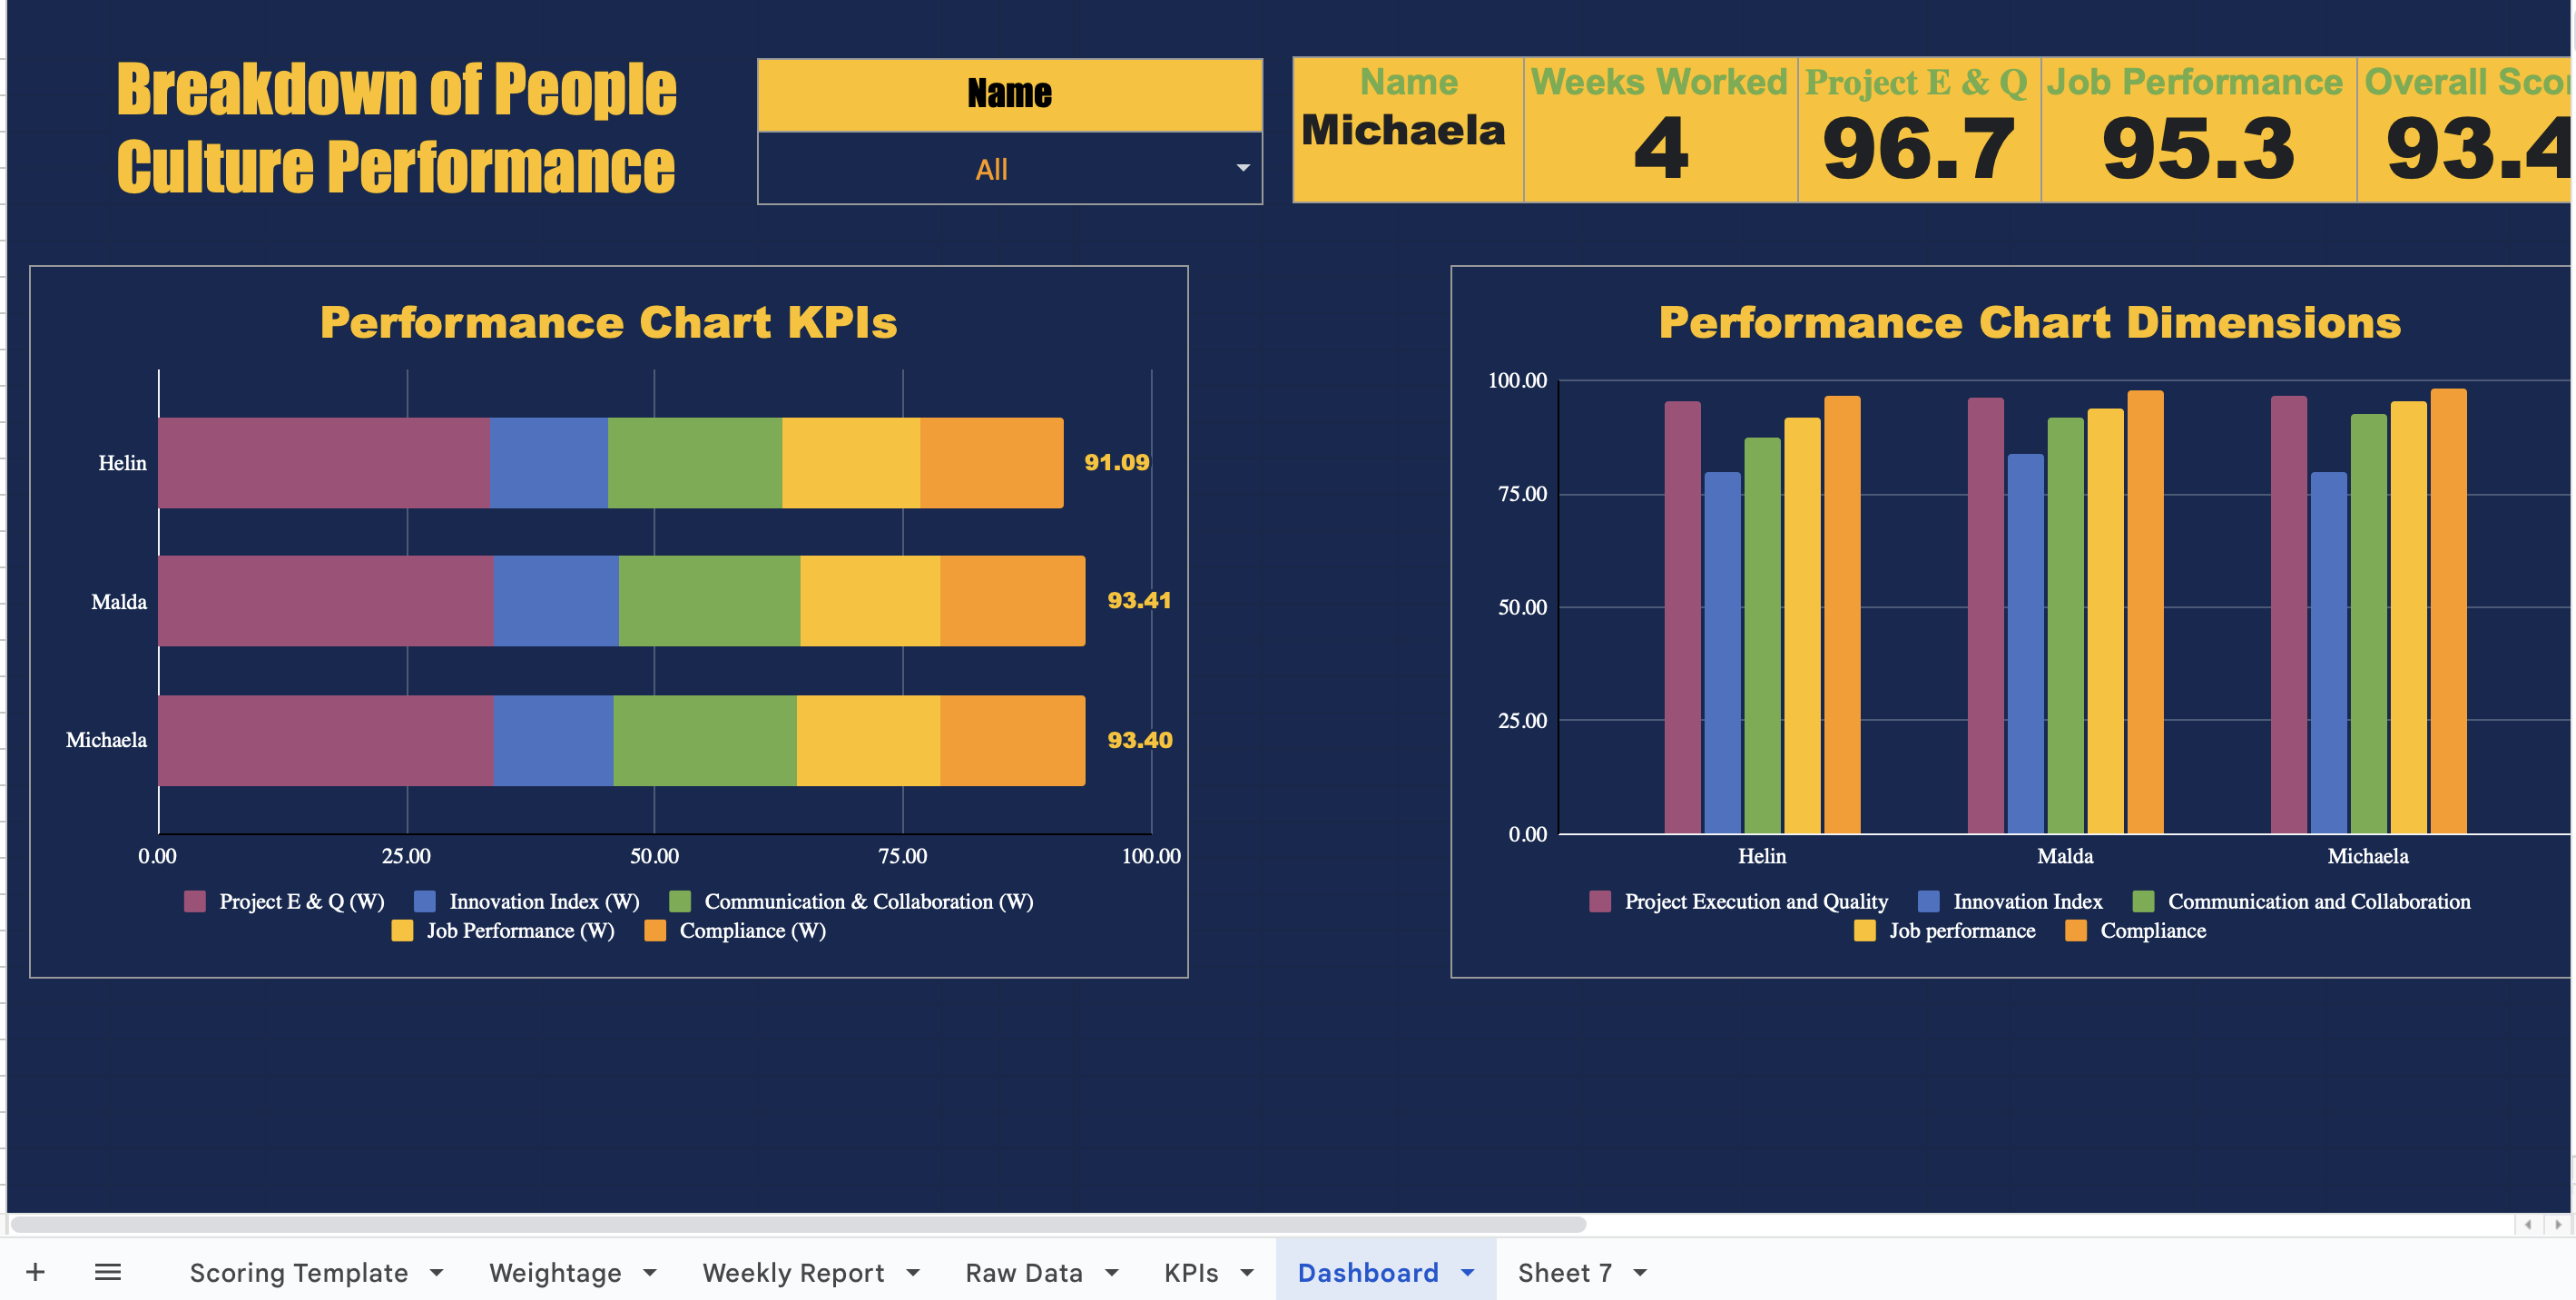 Breakdown of People
Culture Performance
Name
All
Name
Michaela
Weeks Worked
4
Project E & Q
96.7
Job Performance
95.3
Overall Scor
93.4
Performance Chart KPIs
Helin
91.09
Malda
93.41
Michaela
93.40
0.00 25.00 50.00 75.00 100.00
Project E & Q (W) Innovation Index (W) Communication & Collaboration (W)
Job Performance (W) Compliance (W)
Performance Chart Dimensions
100.00
75.00
50.00
25.00
0.00
Helin Malda Michaela
Project Execution and Quality Innovation Index Communication and Collaboration
Job performance Compliance
Scoring Template Weightage Weekly Report Raw Data KPIs Dashboard Sheet 7